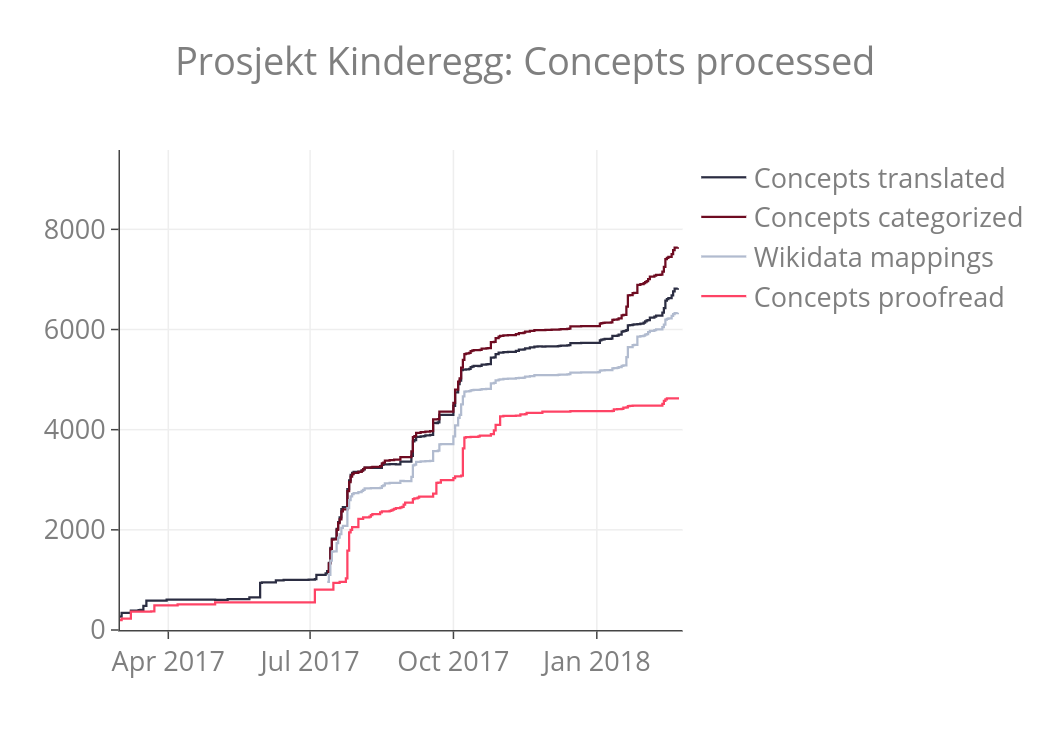 Prosjekt Kinderegg: Concepts processed
Concepts translated
Concepts categorized
Wikidata mappings
Concepts proofread
8000
6000
4000
2000
0
Apr 2017 Jul 2017 Oct 2017 Jan 2018